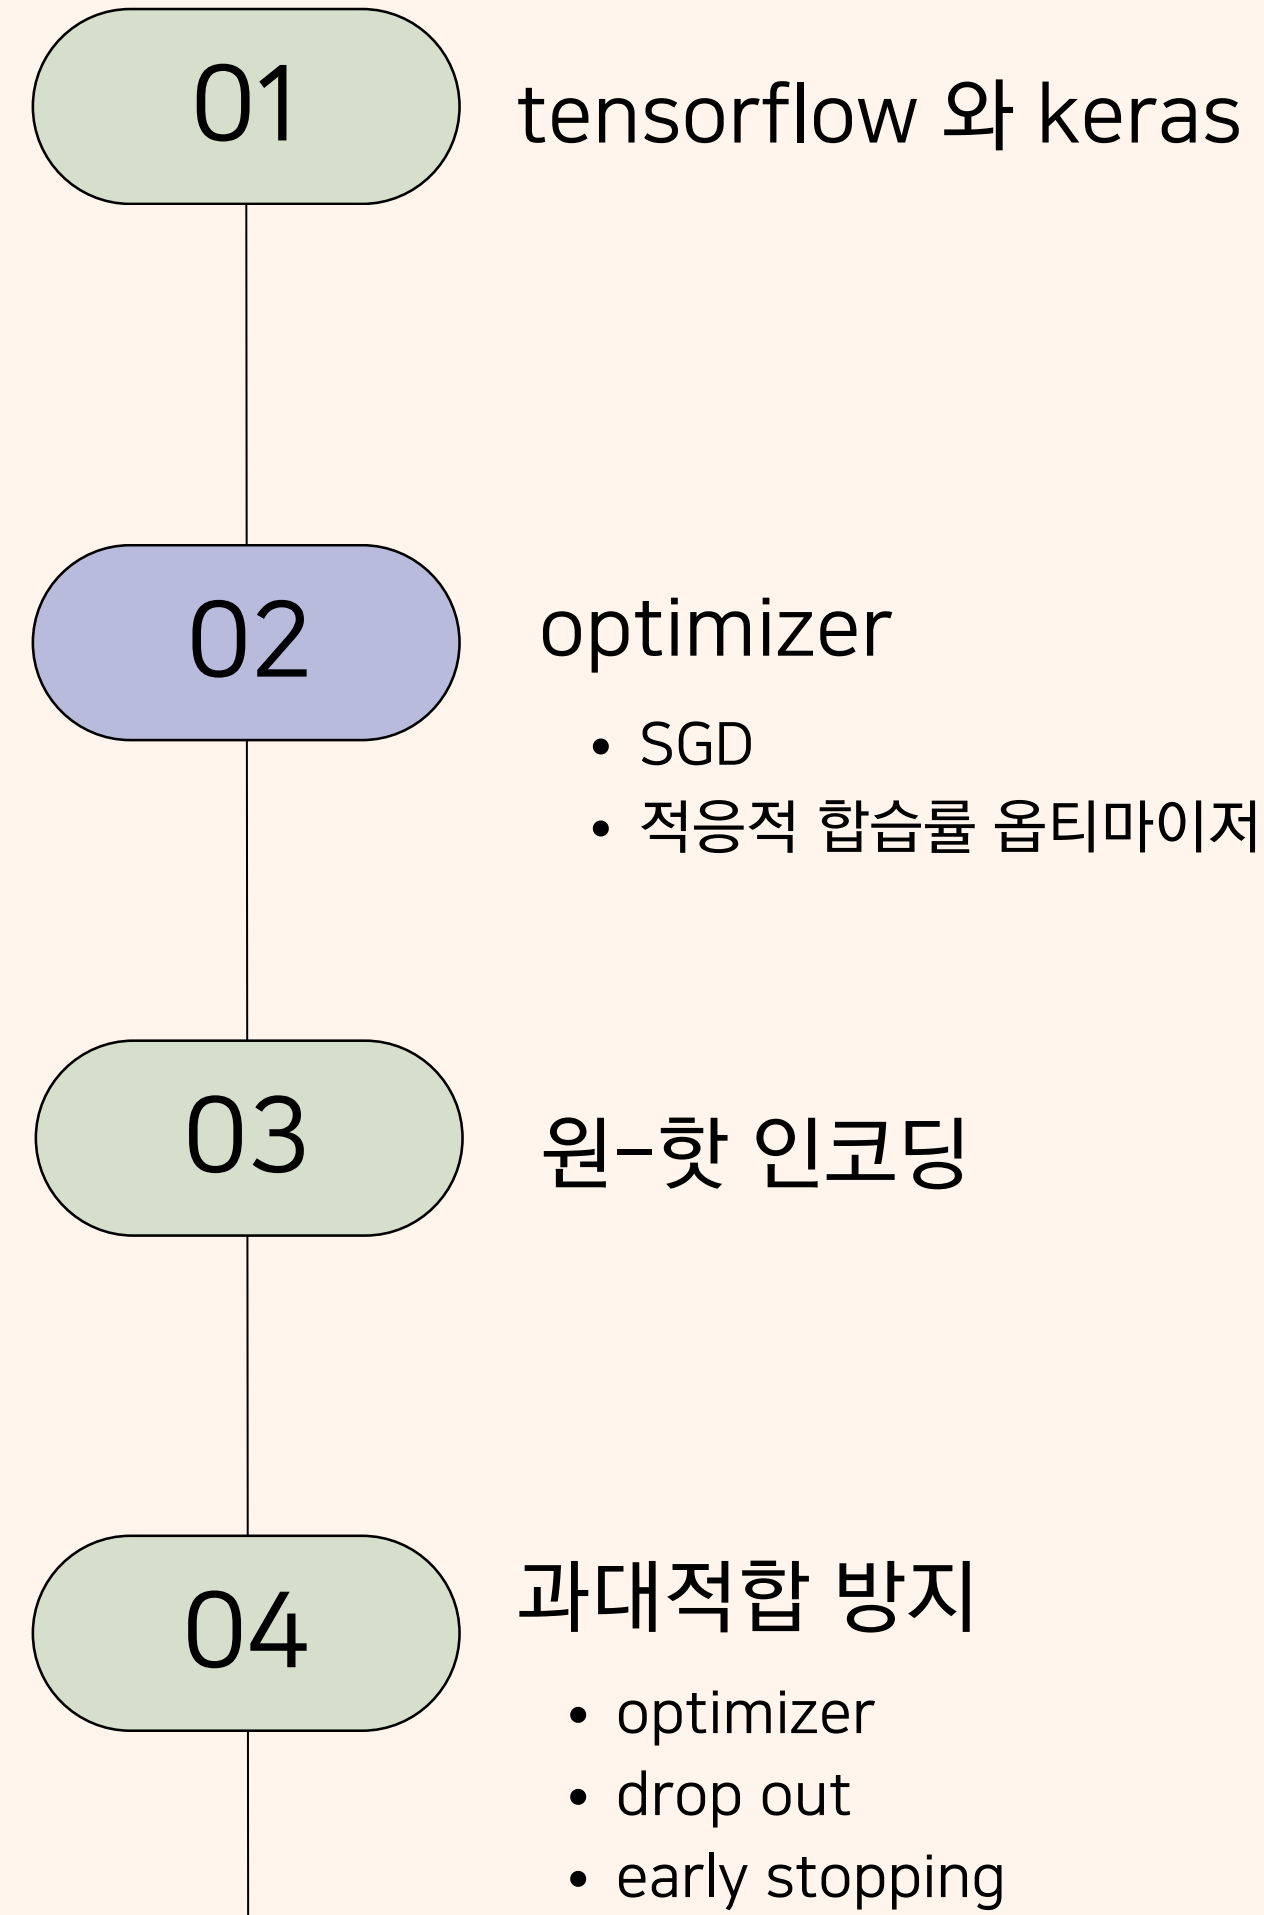 01
tensorflow 와 keras
02
optimizer
• SGD
• 적응적 합습률 옵티마이저
03
원-핫 인코딩
04
과대적합 방지
• optimizer
• drop out
• early stopping